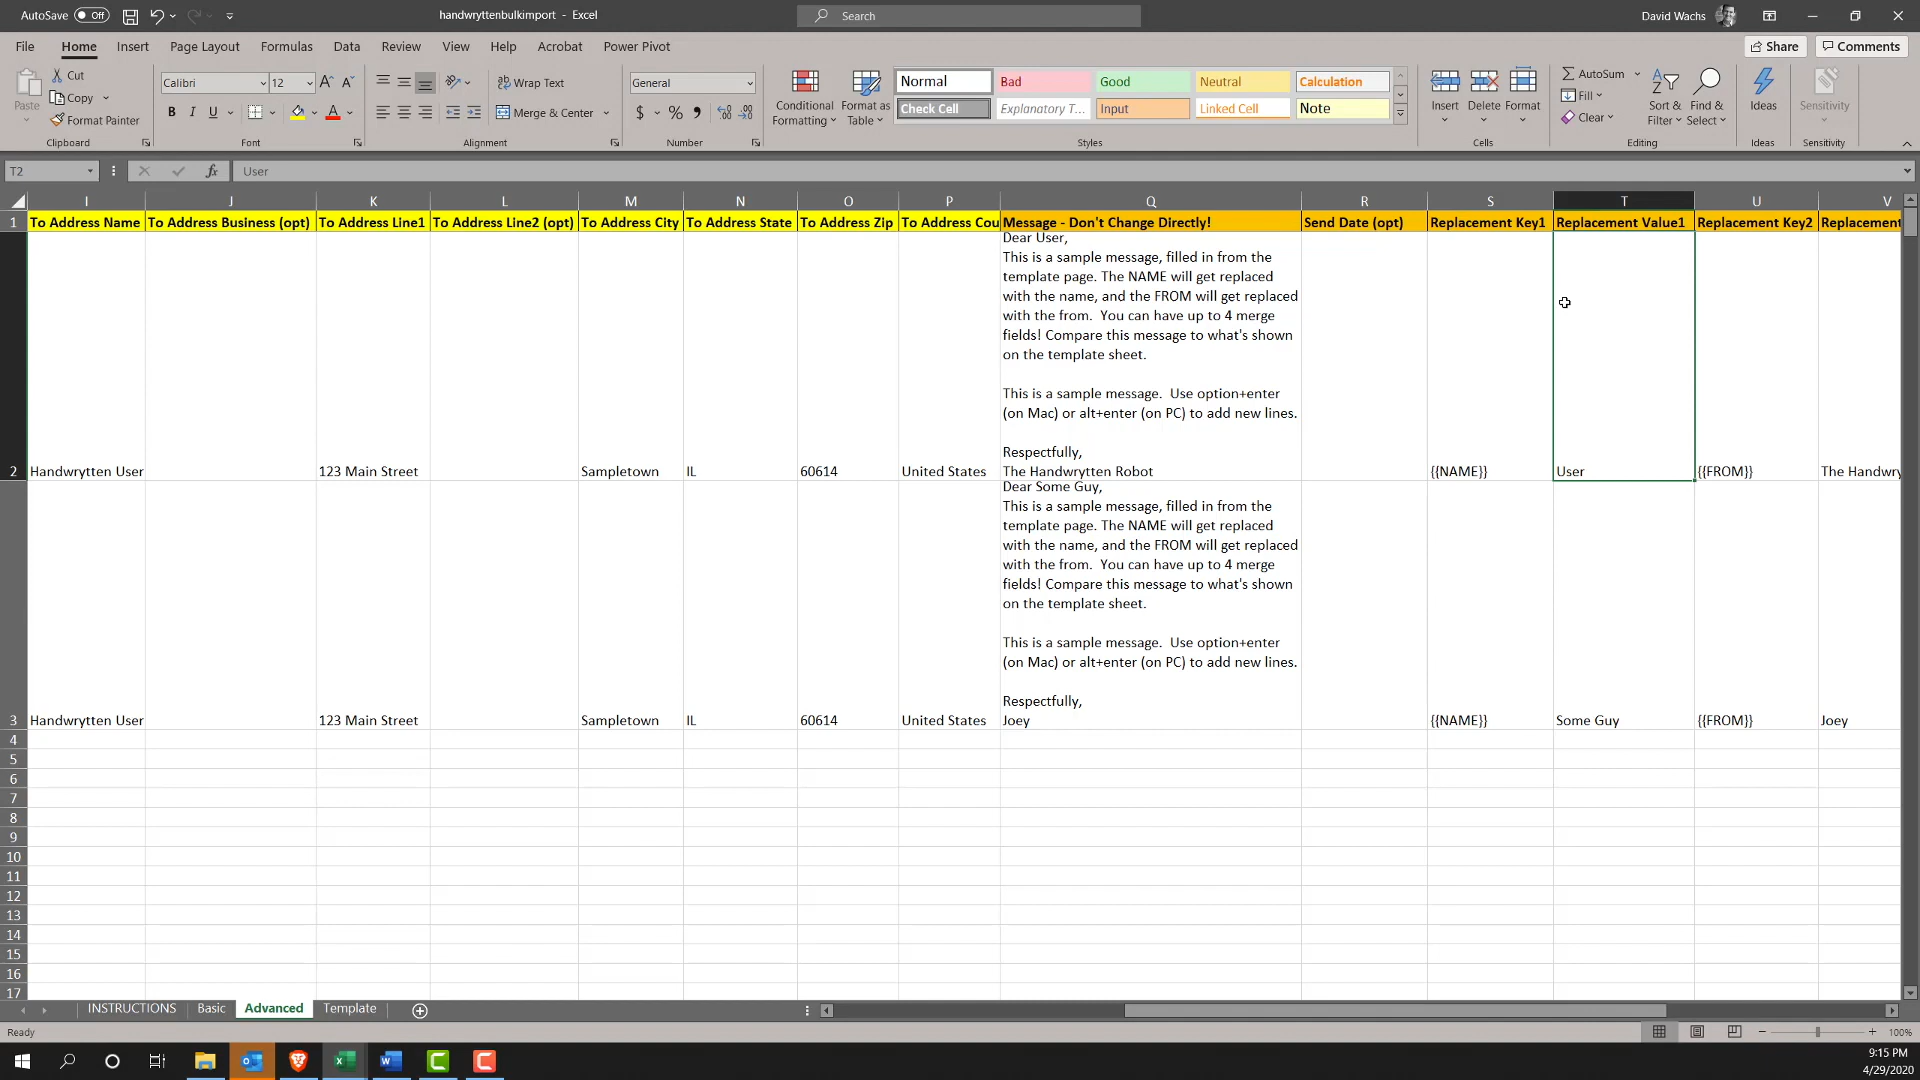 AutoSave Off handwryttenbulkimport - Excel Search David Wachs
File Home Insert Page Layout Formulas Data Review View Help Acrobat Power Pivot Share Comments
Paste Cut Copy Format Painter Clipboard
Calibri 12 B I U Font
Wrap Text Merge & Center Alignment
General $ % Number
Conditional Formatting Format as Table
Normal Bad Good Neutral Calculation
Check Cell Explanatory T... Input Linked Cell Note
Styles
Insert Delete Format Cells
AutoSum Fill Clear Sort & Filter Find & Select Editing
Ideas Ideas
Sensitivity Sensitivity
T2 fx User
I J K L M N O P Q R S T U V
1 To Address Name To Address Business (opt) To Address Line1 To Address Line2 (opt) To Address City To Address State To Address Zip To Address Cou Message - Don't Change Directly! Send Date (opt) Replacement Key1 Replacement Value1 Replacement Key2 Replacement
Dear User,
This is a sample message, filled in from the
template page. The NAME will get replaced
with the name, and the FROM will get replaced
with the from.  You can have up to 4 merge
fields! Compare this message to what's shown
on the template sheet.
This is a sample message.  Use option+enter
(on Mac) or alt+enter (on PC) to add new lines.
Respectfully,
2 Handwrytten User 123 Main Street Sampletown IL 60614 United States The Handwrytten Robot {{NAME}} User {{FROM}} The Handwry
Dear Some Guy,
This is a sample message, filled in from the
template page. The NAME will get replaced
with the name, and the FROM will get replaced
with the from.  You can have up to 4 merge
fields! Compare this message to what's shown
on the template sheet.
This is a sample message.  Use option+enter
(on Mac) or alt+enter (on PC) to add new lines.
Respectfully,
3 Handwrytten User 123 Main Street Sampletown IL 60614 United States Joey {{NAME}} Some Guy {{FROM}} Joey
4
5
6
7
8
9
10
11
12
13
14
15
16
17
INSTRUCTIONS Basic Advanced Template
Ready 100%
9:15 PM
4/29/2020